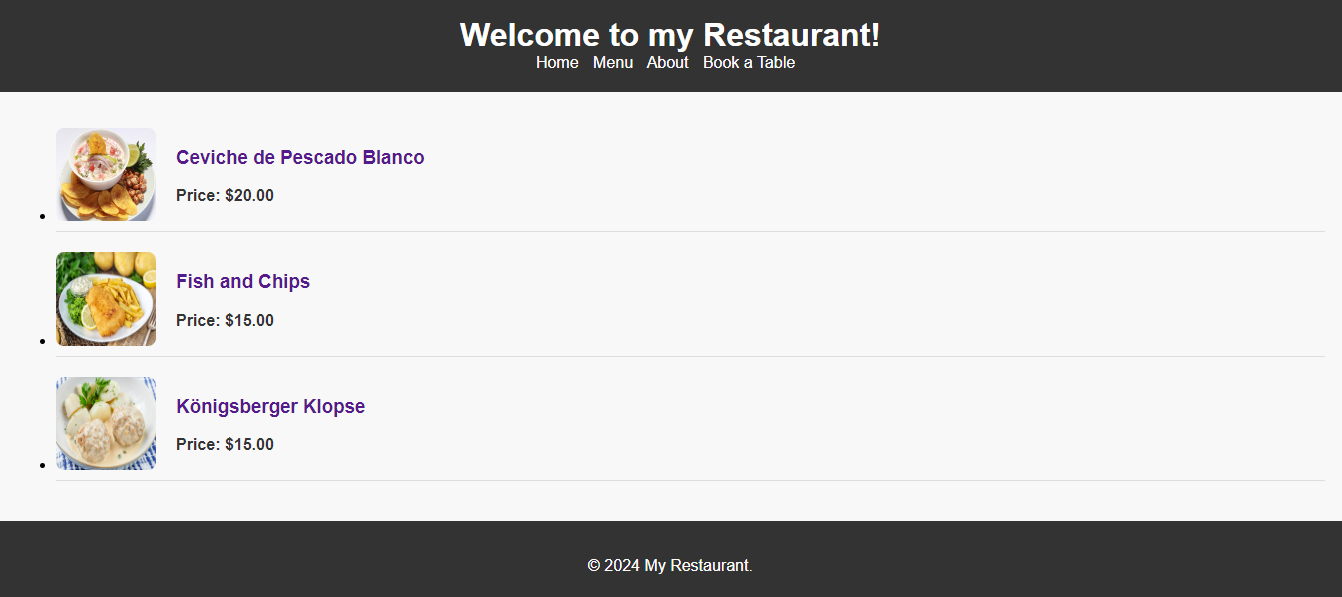 Welcome to my Restaurant!
Home Menu About Book a Table
Ceviche de Pescado Blanco
Price: $20.00
Fish and Chips
Price: $15.00
Königsberger Klopse
Price: $15.00
© 2024 My Restaurant.